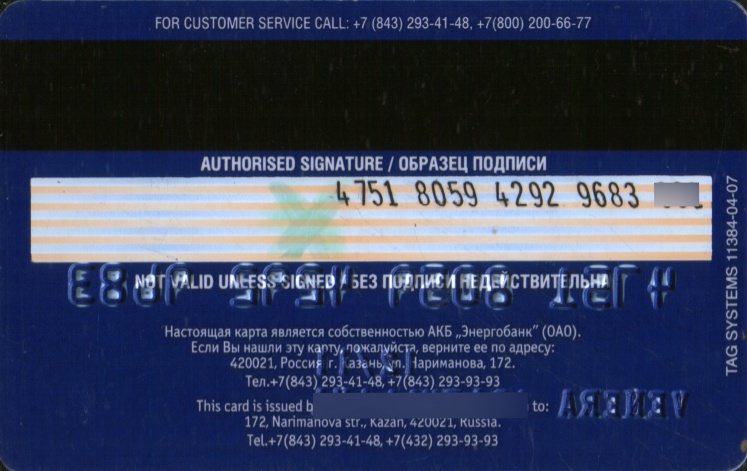 FOR CUSTOMER SERVICE CALL: +7 (843) 293-41-48, +7(800) 200-66-77
AUTHORISED SIGNATURE / ОБРАЗЕЦ ПОДПИСИ
4751 8059 4292 9683
NOT VALID UNLESS SIGNED / БЕЗ ПОДПИСИ НЕДЕЙСТВИТЕЛЬНА
Настоящая карта является собственностью АКБ „Энергобанк" (ОАО).
Если Вы нашли эту карту, пожалуйста, верните ее по адресу:
420021, Россия, г. Казань, ул. Нариманова, 172.
Тел.+7(843) 293-41-48, +7(843) 293-93-93
This card is issued by to:
172, Narimanova str., Kazan, 420021, Russia.
Tel.+7(843) 293-41-48, +7(432) 293-93-93
VENERA
TAG SYSTEMS 11384-04-07